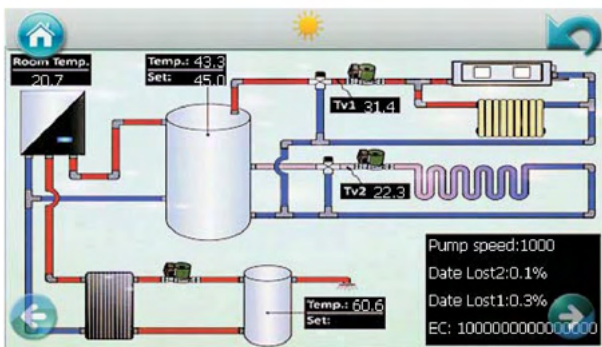 Room Temp.
20.7
Temp.: 43.3
Set: 45.0
Tv1 31.4
Tv2 22.3
Temp.: 60.6
Set:
Pump speed:1000
Date Lost2:0.1%
Date Lost1:0.3%
EC: 1000000000000000